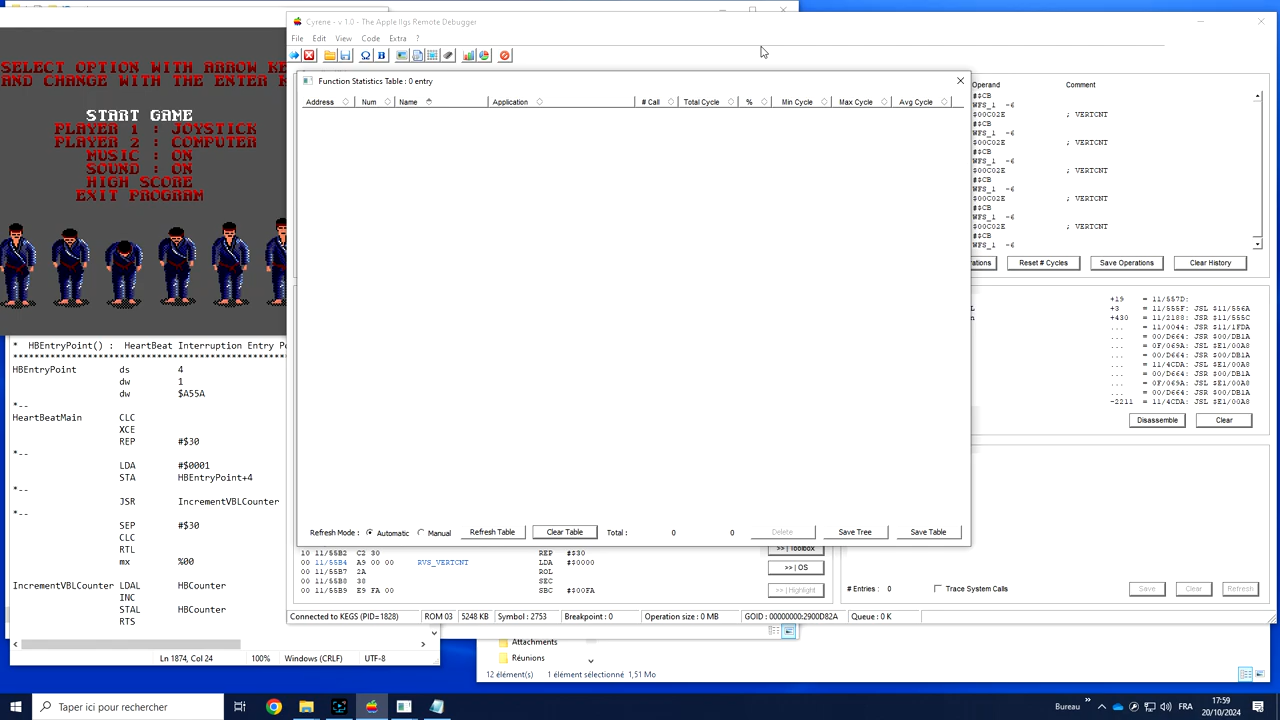 Cyrene - v 1.0 - The Apple IIgs Remote Debugger
File Edit View Code Extra ?
SELECT OPTION WITH ARROW
AND CHANGE WITH THE ENTER
START GAME
PLAYER 1 : JOYSTICK
PLAYER 2 : COMPUTER
MUSIC : ON
SOUND : ON
HIGH SCORE
EXIT PROGRAM
Function Statistics Table : 0 entry
Address Num Name Application # Call Total Cycle % Min Cycle Max Cycle Avg Cycle
Refresh Mode : Automatic Manual Refresh Table Clear Table Total : 0 0 Delete Save Tree Save Table
Operand Comment
#$CB
WFS_1 -6
$00C02E ; VERTCNT
#$CB
WFS_1 -6
$00C02E ; VERTCNT
#$CB
WFS_1 -6
$00C02E ; VERTCNT
#$CB
WFS_1 -6
$00C02E ; VERTCNT
#$CB
WFS_1 -6
$00C02E ; VERTCNT
#$CB
WFS_1 -6
Reset # Cycles Save Operations Clear History
+19 = 11/557D:
+3 = 11/555F: JSL $11/556A
+430 = 11/2188: JSR $11/555C
... = 11/0044: JSR $11/1FDA
... = 00/D664: JSR $00/DB1A
... = 0F/069A: JSL $E1/00A8
... = 00/D664: JSR $00/DB1A
... = 11/4CDA: JSL $E1/00A8
... = 00/D664: JSR $00/DB1A
... = 0F/069A: JSL $E1/00A8
... = 00/D664: JSR $00/DB1A
-2211 = 11/4CDA: JSL $E1/00A8
Disassemble Clear
* HBEntryPoint() : HeartBeat Interruption Entry
HBEntryPoint ds 4
dw 1
dw $A55A
*--
HeartBeatMain CLC
XCE
REP #$30
*--
LDA #$0001
STA HBEntryPoint+4
*--
JSR IncrementVBLCounter
*--
SEP #$30
CLC
RTL
mx %00
IncrementVBLCounter LDAL HBCounter
INC
STAL HBCounter
RTS
Ln 1874, Col 24 100% Windows (CRLF) UTF-8
10 11/55B2 C2 30 REP #$30
00 11/55B4 A9 00 00 RVS_VERTCNT LDA #$0000
00 11/55B7 2A ROL
00 11/55B8 38 SEC
00 11/55B9 E9 FA 00 SBC #$00FA
>> | Toolbox
>> | OS
>> | Highlight
# Entries : 0 Trace System Calls Save Clear Refresh
Connected to KEGS (PID=1828) ROM 03 5248 KB Symbol : 2753 Breakpoint : 0 Operation size : 0 MB GOID : 00000000:2900D82A Queue : 0 K
Attachments
Réunions
12 élément(s) 1 élément sélectionné 1,51 Mo
Taper ici pour rechercher
Bureau » FRA 17:59
20/10/2024